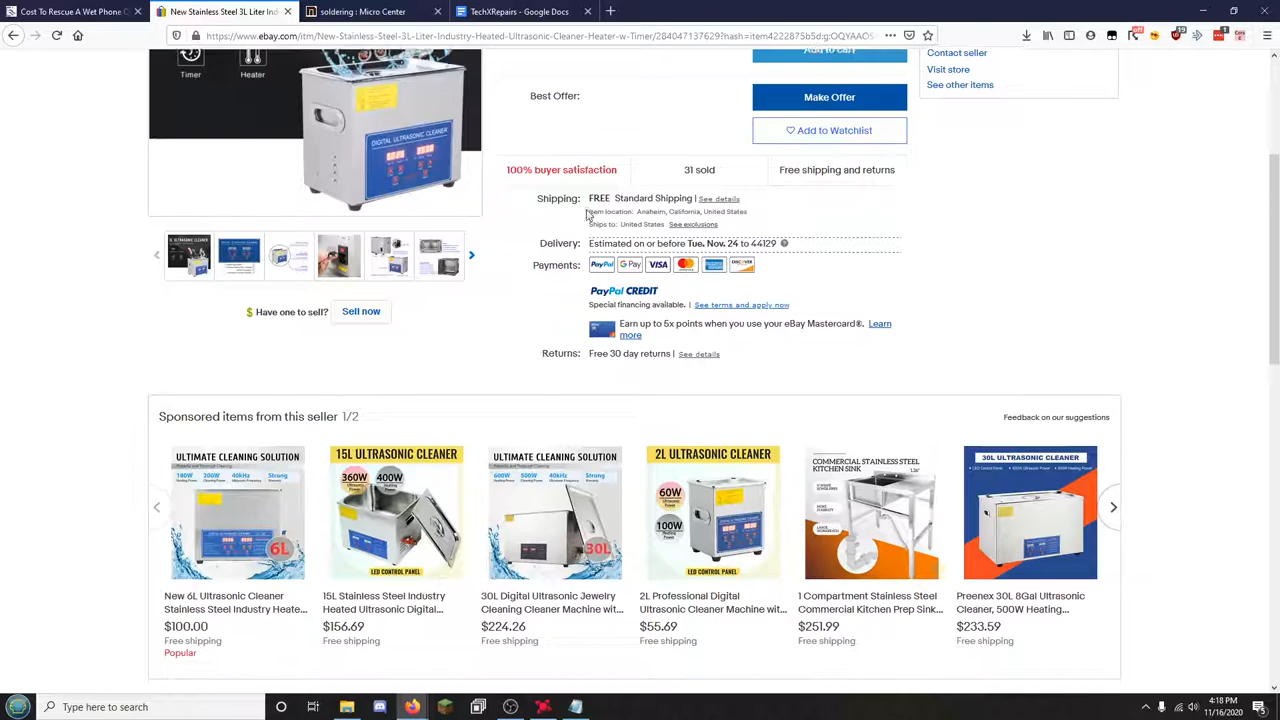 Cost To Rescue A Wet Phone C
New Stainless Steel 3L Liter Ind
soldering : Micro Center
TechXRepairs - Google Docs
https://www.ebay.com/itm/New-Stainless-Steel-3L-Liter-Industry-Heated-Ultrasonic-Cleaner-Heater-w-Timer/284047137629?hash=item4222875b5d:g:OQYAAOS
Timer
Heater
DIGITAL ULTRASONIC CLEANER
Add to cart
Best Offer:
Make Offer
Add to Watchlist
Contact seller
Visit store
See other items
100% buyer satisfaction
31 sold
Free shipping and returns
Shipping: FREE Standard Shipping | See details
Item location: Anaheim, California, United States
Ships to: United States See exclusions
Delivery: Estimated on or before Tue. Nov. 24 to 44129
Payments: PayPal G Pay VISA
PayPal CREDIT
Special financing available. | See terms and apply now
Earn up to 5x points when you use your eBay Mastercard®. Learn
more
Returns: Free 30 day returns | See details
$ Have one to sell? Sell now
Sponsored items from this seller 1/2
Feedback on our suggestions
ULTIMATE CLEANING SOLUTION
180W 200W 40kHz Strong
6L
15L ULTRASONIC CLEANER
360W
400W
LED CONTROL PANEL
ULTIMATE CLEANING SOLUTION
600W 500W 40kHz Strong
30L
2L ULTRASONIC CLEANER
60W
100W
LED CONTROL PANEL
COMMERCIAL STAINLESS STEEL
KITCHEN SINK
30L ULTRASONIC CLEANER
New 6L Ultrasonic Cleaner
Stainless Steel Industry Heate...
$100.00
Free shipping
Popular
15L Stainless Steel Industry
Heated Ultrasonic Digital...
$156.69
Free shipping
30L Digital Ultrasonic Jewelry
Cleaning Cleaner Machine wit...
$224.26
Free shipping
2L Professional Digital
Ultrasonic Cleaner Machine wit...
$55.69
Free shipping
1 Compartment Stainless Steel
Commercial Kitchen Prep Sink...
$251.99
Free shipping
Preenex 30L 8Gal Ultrasonic
Cleaner, 500W Heating...
$233.59
Free shipping
Type here to search
4:18 PM
11/16/2020